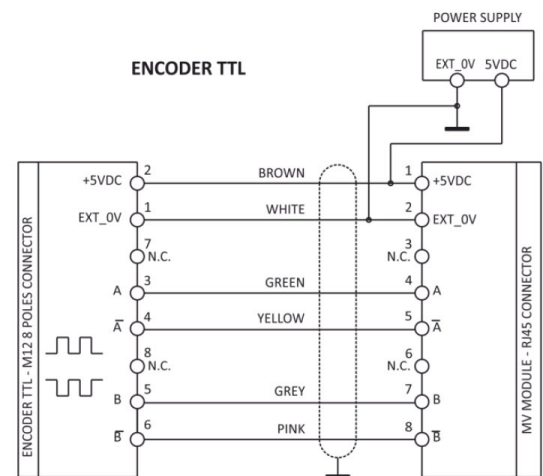 POWER SUPPLY
EXT_0V 5VDC
ENCODER TTL
ENCODER TTL - M12 8 POLES CONNECTOR
+5VDC 2 BROWN 1 +5VDC
EXT_0V 1 WHITE 2 EXT_0V
7 N.C. 3 N.C.
A 3 GREEN 4 A
A̅ 4 YELLOW 5 A̅
8 N.C. 6 N.C.
B 5 GREY 7 B
B̅ 6 PINK 8 B̅
MV MODULE - RJ45 CONNECTOR